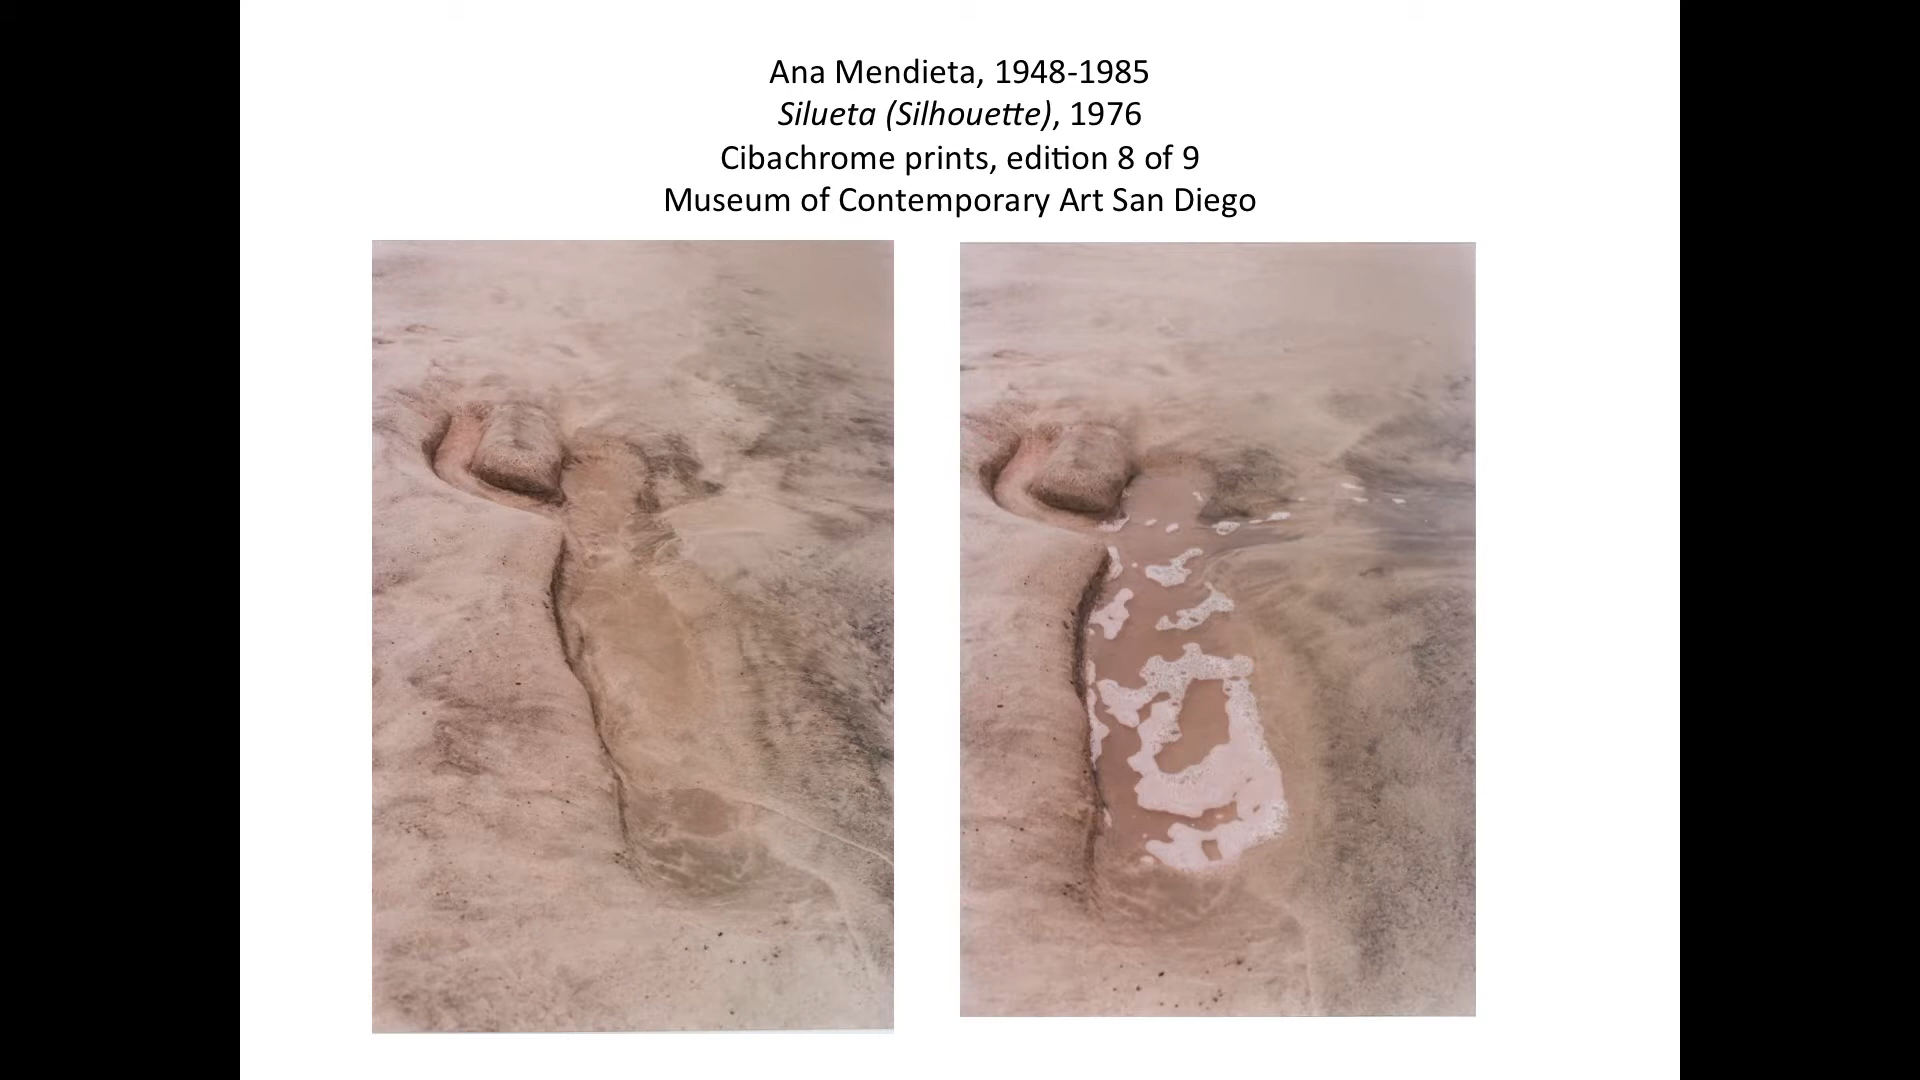 Ana Mendieta, 1948-1985
Silueta (Silhouette), 1976
Cibachrome prints, edition 8 of 9
Museum of Contemporary Art San Diego